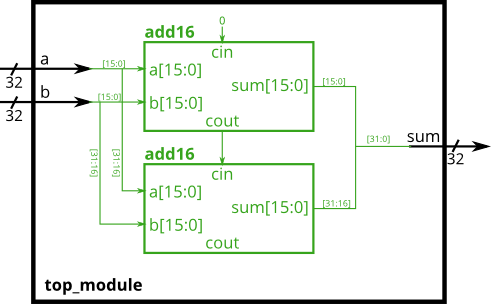 add16
0
cin
a
[15:0]
a[15:0]
32
sum[15:0]
[15:0]
b
[15:0]
b[15:0]
32
cout
[31:0]
sum
32
add16
[31:16]
[31:16]
cin
a[15:0]
sum[15:0]
[31:16]
b[15:0]
cout
top_module